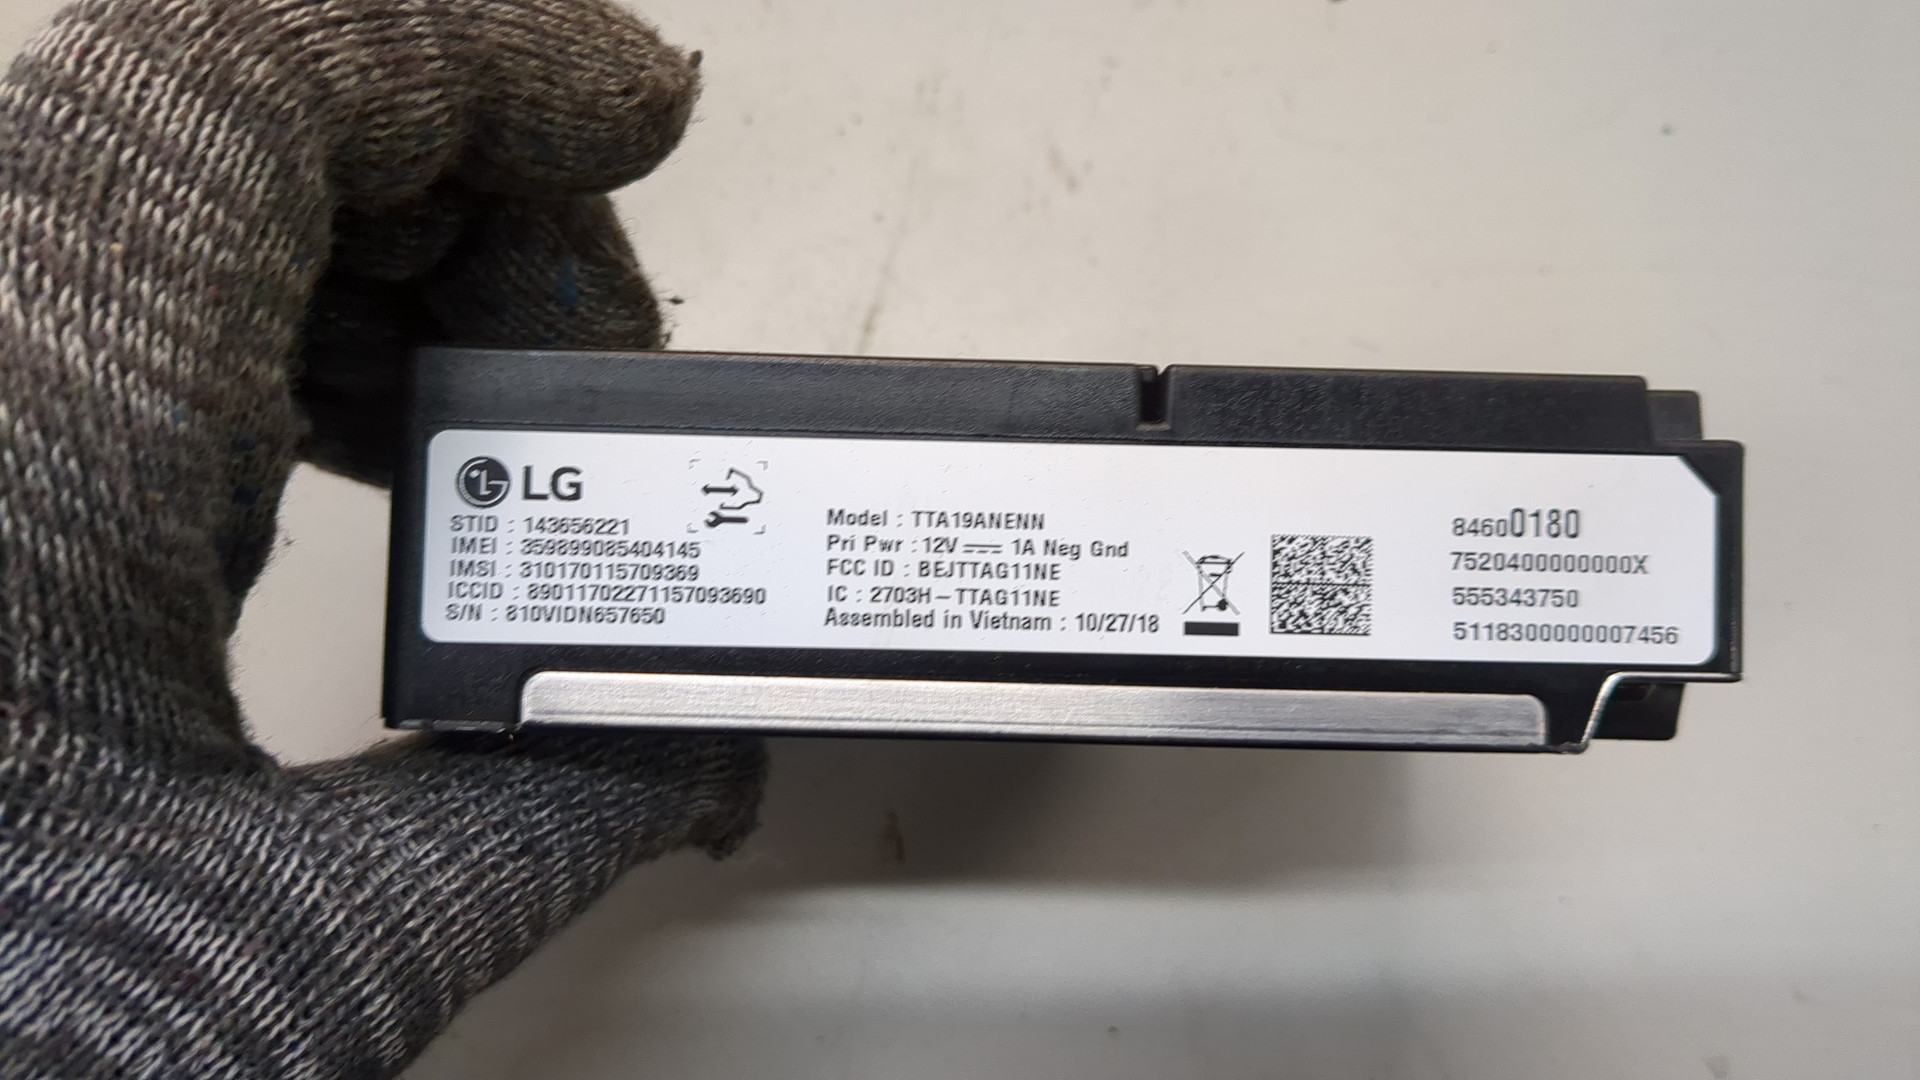 LG
STID : 143656221
IMEI : 359899085404145
IMSI : 310170115709369
ICCID : 89011702271157093690
S/N : 810VIDN657650
Model : TTA19ANENN
Pri Pwr : 12V ⎓ 1A Neg Gnd
FCC ID : BEJTTAG11NE
IC : 2703H-TTAG11NE
Assembled in Vietnam : 10/27/18
84600180
7520400000000X
555343750
5118300000007456